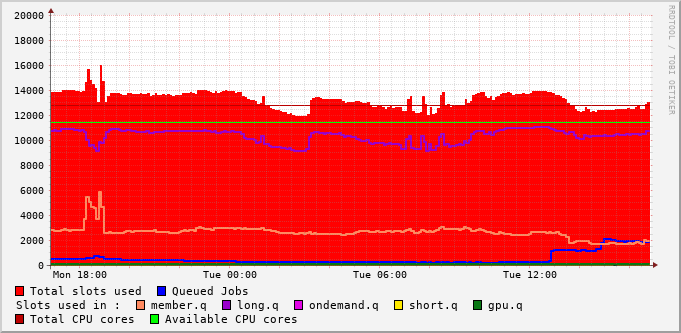 20000
18000
16000
14000
12000
10000
8000
6000
4000
2000
0
Mon 18:00 Tue 00:00 Tue 06:00 Tue 12:00
RRDTOOL / TOBI OETIKER
Total slots used Queued Jobs
Slots used in : member.q long.q ondemand.q short.q gpu.q
Total CPU cores Available CPU cores